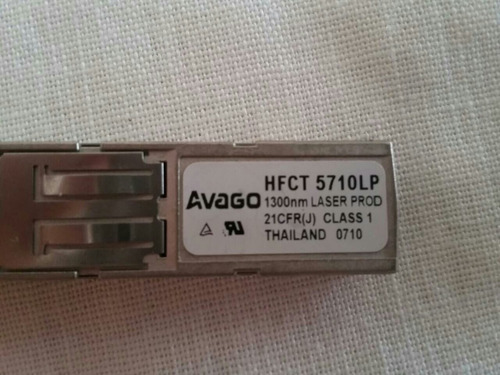 AVAGO
HFCT 5710LP
1300nm LASER PROD
21CFR(J) CLASS 1
THAILAND 0710